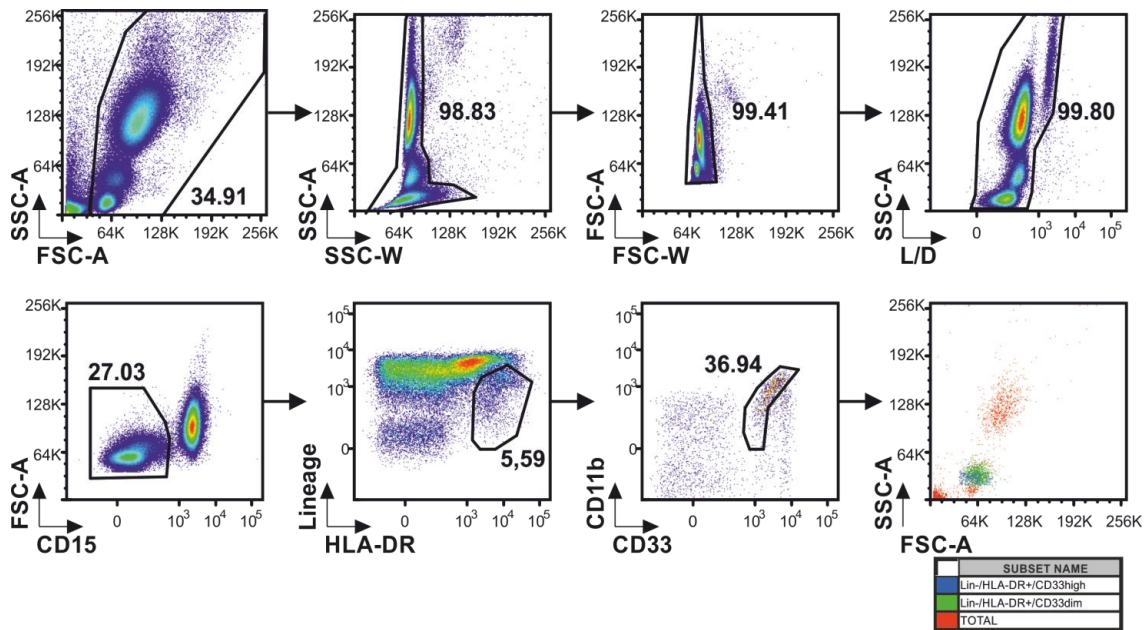 256K
192K
128K
64K
SSC-A
34.91
64K 128K 192K 256K
FSC-A
256K
192K
128K
64K
SSC-A
98.83
64K 128K 192K 256K
SSC-W
256K
192K
128K
64K
FSC-A
99.41
64K 128K 192K 256K
FSC-W
256K
192K
128K
64K
SSC-A
99.80
0 10³ 10⁴ 10⁵
L/D
256K
192K
128K
64K
FSC-A
27.03
0 10³ 10⁴ 10⁵
CD15
10⁵
10⁴
10³
0
Lineage
5,59
0 10³ 10⁴ 10⁵
HLA-DR
10⁵
10⁴
10³
0
CD11b
36.94
0 10³ 10⁴ 10⁵
CD33
256K
192K
128K
64K
SSC-A
64K 128K 192K 256K
FSC-A
SUBSET NAME
Lin-/HLA-DR+/CD33high
Lin-/HLA-DR+/CD33dim
TOTAL